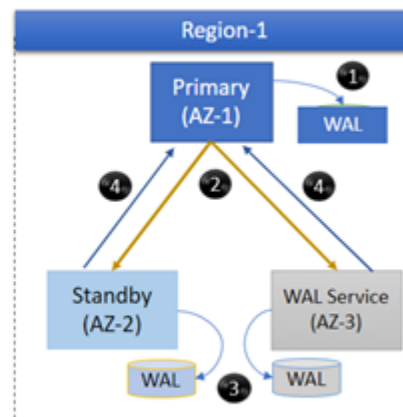 Region-1
Primary
(AZ-1)
1
WAL
4
2
4
Standby
(AZ-2)
WAL Service
(AZ-3)
WAL
3
WAL